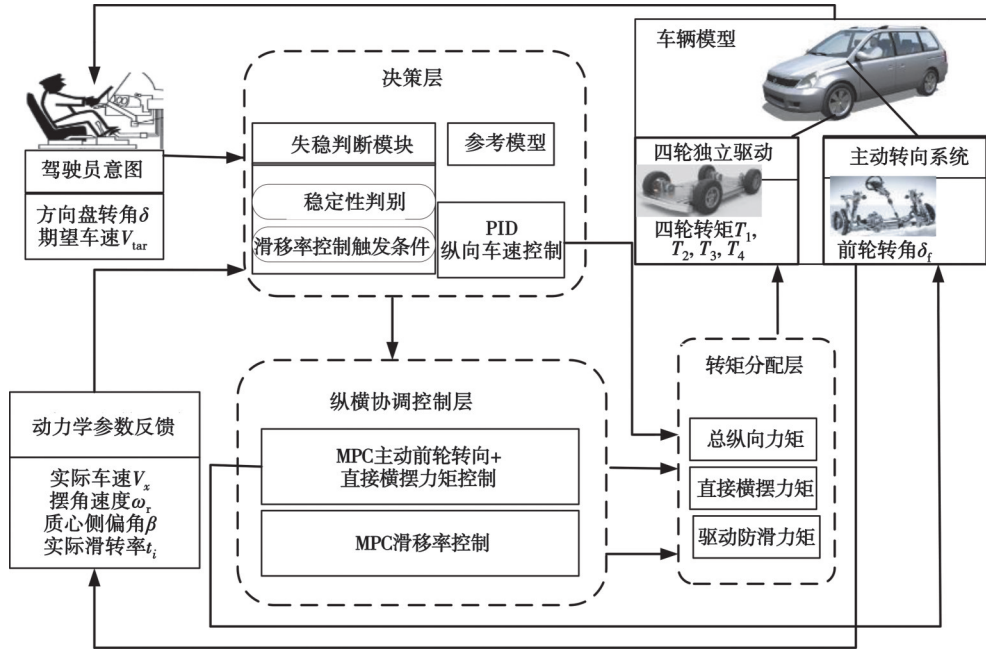 车辆模型
决策层
失稳判断模块
参考模型
稳定性判别
滑移率控制触发条件
PID
纵向车速控制
驾驶员意图
方向盘转角δ
期望车速V_tar
四轮独立驱动
四轮转矩T_1,
T_2, T_3, T_4
主动转向系统
前轮转角δ_f
动力学参数反馈
实际车速V_x
摆角速度ω_r
质心侧偏角β
实际滑转率t_i
纵横协调控制层
MPC主动前轮转向+
直接横摆力矩控制
MPC滑移率控制
转矩分配层
总纵向力矩
直接横摆力矩
驱动防滑力矩